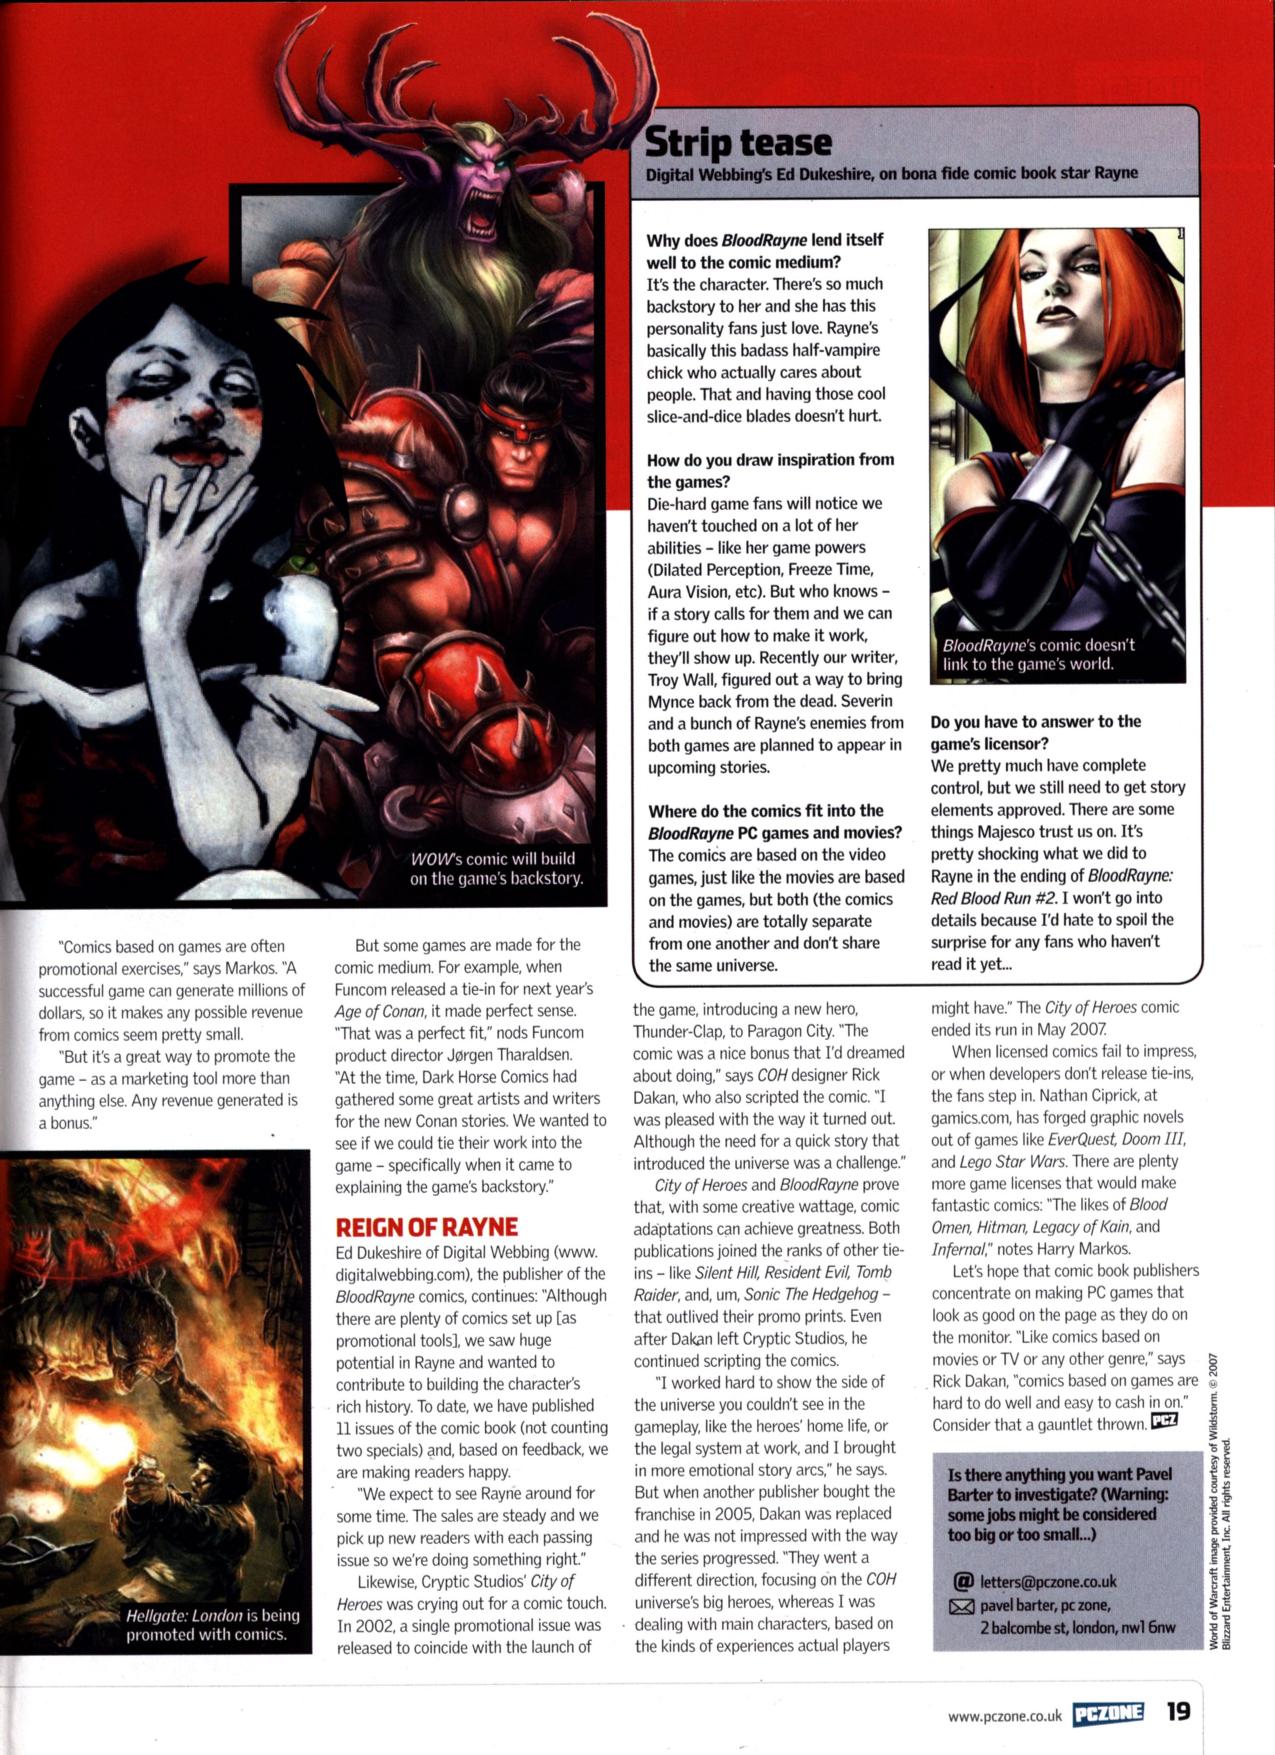 WOW's comic will build
on the game's backstory.
"Comics based on games are often
promotional exercises," says Markos. "A
successful game can generate millions of
dollars, so it makes any possible revenue
from comics seem pretty small.
"But it's a great way to promote the
game – as a marketing tool more than
anything else. Any revenue generated is
a bonus."
Hellgate: London is being
promoted with comics.
But some games are made for the
comic medium. For example, when
Funcom released a tie-in for next year's
Age of Conan, it made perfect sense.
"That was a perfect fit," nods Funcom
product director Jørgen Tharaldsen.
"At the time, Dark Horse Comics had
gathered some great artists and writers
for the new Conan stories. We wanted to
see if we could tie their work into the
game – specifically when it came to
explaining the game's backstory."
REIGN OF RAYNE
Ed Dukeshire of Digital Webbing (www.
digitalwebbing.com), the publisher of the
BloodRayne comics, continues: "Although
there are plenty of comics set up [as
promotional tools], we saw huge
potential in Rayne and wanted to
contribute to building the character's
rich history. To date, we have published
11 issues of the comic book (not counting
two specials) and, based on feedback, we
are making readers happy.
"We expect to see Rayne around for
some time. The sales are steady and we
pick up new readers with each passing
issue so we're doing something right."
Likewise, Cryptic Studios' City of
Heroes was crying out for a comic touch.
In 2002, a single promotional issue was
released to coincide with the launch of
the game, introducing a new hero,
Thunder-Clap, to Paragon City. "The
comic was a nice bonus that I'd dreamed
about doing," says COH designer Rick
Dakan, who also scripted the comic. "I
was pleased with the way it turned out.
Although the need for a quick story that
introduced the universe was a challenge."
City of Heroes and BloodRayne prove
that, with some creative wattage, comic
adaptations can achieve greatness. Both
publications joined the ranks of other tie-
ins – like Silent Hill, Resident Evil, Tomb
Raider, and, um, Sonic The Hedgehog –
that outlived their promo prints. Even
after Dakan left Cryptic Studios, he
continued scripting the comics.
"I worked hard to show the side of
the universe you couldn't see in the
gameplay, like the heroes' home life, or
the legal system at work, and I brought
in more emotional story arcs," he says.
But when another publisher bought the
franchise in 2005, Dakan was replaced
and he was not impressed with the way
the series progressed. "They went a
different direction, focusing on the COH
universe's big heroes, whereas I was
dealing with main characters, based on
the kinds of experiences actual players
might have." The City of Heroes comic
ended its run in May 2007.
When licensed comics fail to impress,
or when developers don't release tie-ins,
the fans step in. Nathan Ciprick, at
gamics.com, has forged graphic novels
out of games like EverQuest, Doom III,
and Lego Star Wars. There are plenty
more game licenses that would make
fantastic comics: "The likes of Blood
Omen, Hitman, Legacy of Kain, and
Infernal," notes Harry Markos.
Let's hope that comic book publishers
concentrate on making PC games that
look as good on the page as they do on
the monitor. "Like comics based on
movies or TV or any other genre," says
Rick Dakan, "comics based on games are
hard to do well and easy to cash in on."
Consider that a gauntlet thrown. PCZ
Strip tease
Digital Webbing's Ed Dukeshire, on bona fide comic book star Rayne
Why does BloodRayne lend itself
well to the comic medium?
It's the character. There's so much
backstory to her and she has this
personality fans just love. Rayne's
basically this badass half-vampire
chick who actually cares about
people. That and having those cool
slice-and-dice blades doesn't hurt.
How do you draw inspiration from
the games?
Die-hard game fans will notice we
haven't touched on a lot of her
abilities – like her game powers
(Dilated Perception, Freeze Time,
Aura Vision, etc). But who knows –
if a story calls for them and we can
figure out how to make it work,
they'll show up. Recently our writer,
Troy Wall, figured out a way to bring
Mynce back from the dead. Severin
and a bunch of Rayne's enemies from
both games are planned to appear in
upcoming stories.
Where do the comics fit into the
BloodRayne PC games and movies?
The comics are based on the video
games, just like the movies are based
on the games, but both (the comics
and movies) are totally separate
from one another and don't share
the same universe.
BloodRayne's comic doesn't
link to the game's world.
Do you have to answer to the
game's licensor?
We pretty much have complete
control, but we still need to get story
elements approved. There are some
things Majesco trust us on. It's
pretty shocking what we did to
Rayne in the ending of BloodRayne:
Red Blood Run #2. I won't go into
details because I'd hate to spoil the
surprise for any fans who haven't
read it yet...
Is there anything you want Pavel
Barter to investigate? (Warning:
some jobs might be considered
too big or too small...)
@ letters@pczone.co.uk
pavel barter, pc zone,
2 balcombe st, london, nw1 6nw
World of Warcraft image provided courtesy of Wildstorm. © 2007
Blizzard Entertainment, Inc. All rights reserved.
www.pczone.co.uk PCZONE 19